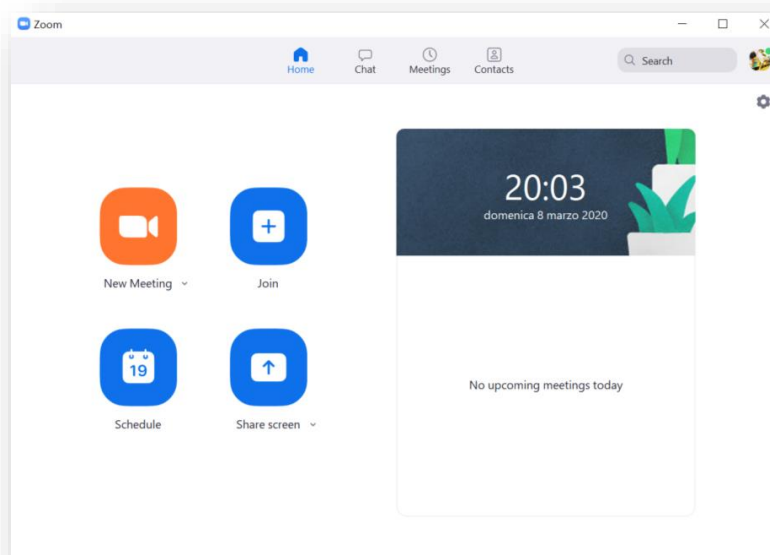 Zoom
Home
Chat
Meetings
Contacts
Search
20:03
domenica 8 marzo 2020
New Meeting
Join
19
Schedule
Share screen
No upcoming meetings today